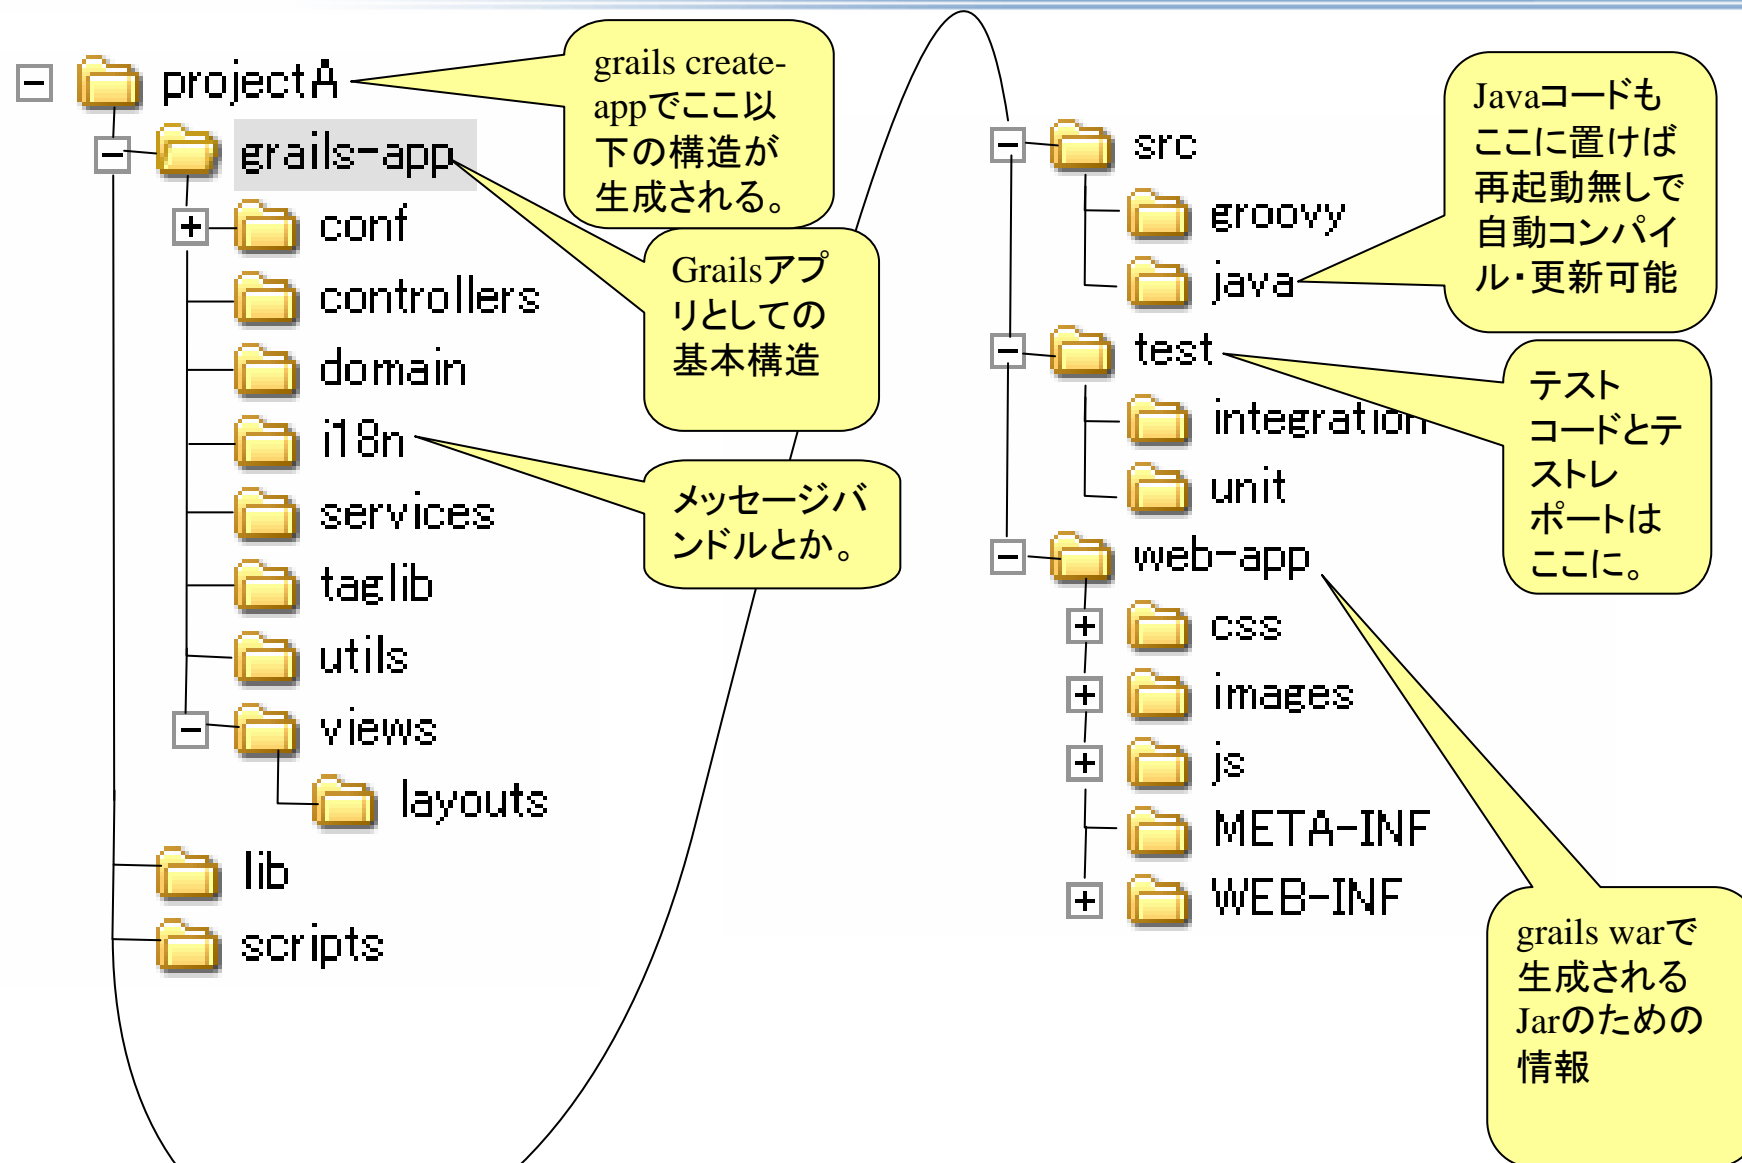 projectA
grails create-
appでここ以
下の構造が
生成される。
grails-app
conf
Grailsアプ
リとしての
基本構造
controllers
domain
i18n
メッセージバ
ンドルとか。
services
taglib
utils
views
layouts
lib
scripts
src
Javaコードも
ここに置けば
再起動無しで
自動コンパイ
ル・更新可能
groovy
java
test
テスト
コードとテ
ストレ
ポートは
ここに。
integration
unit
web-app
css
images
js
META-INF
WEB-INF
grails warで
生成される
Jarのための
情報